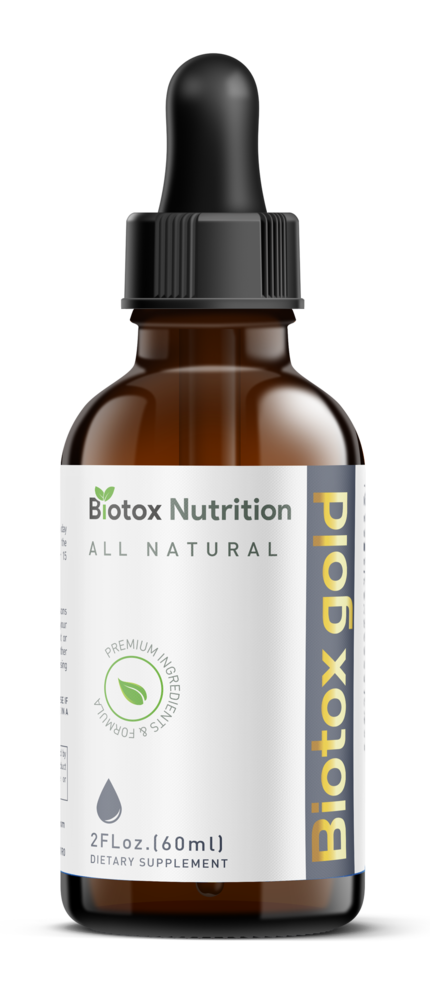 Biotox Nutrition
ALL NATURAL
PREMIUM INGREDIENTS & FORMULA
2FLoz.(60ml)
DIETARY SUPPLEMENT
Biotox gold